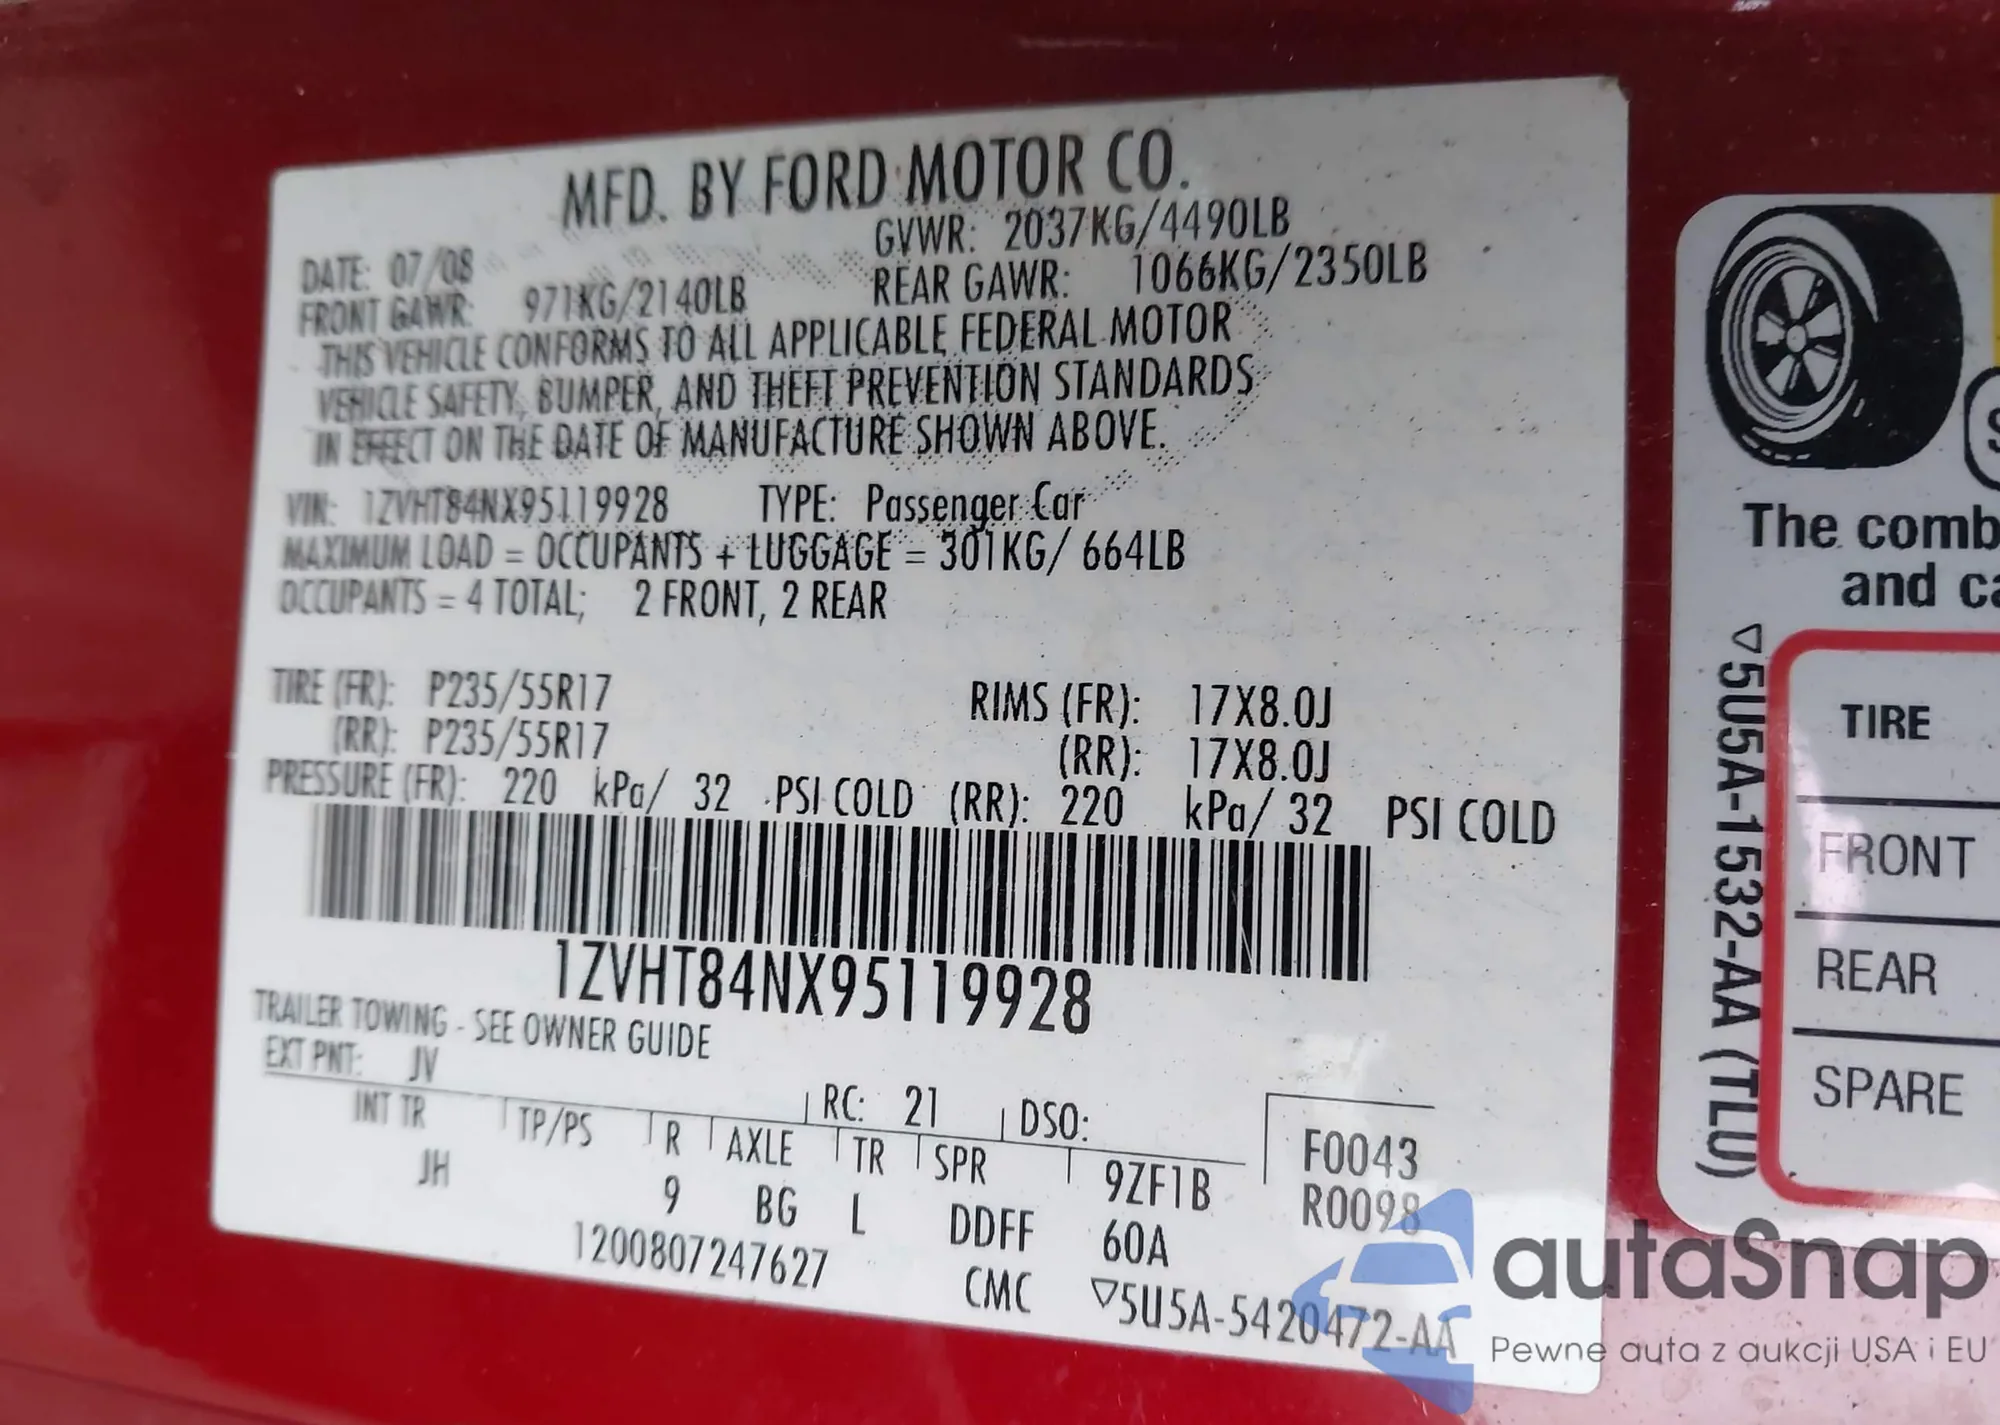 MFD. BY FORD MOTOR CO.
DATE: 07/08 GVWR: 2037KG/4490LB
FRONT GAWR: 971KG/2140LB REAR GAWR: 1066KG/2350LB
THIS VEHICLE CONFORMS TO ALL APPLICABLE FEDERAL MOTOR
VEHICLE SAFETY, BUMPER, AND THEFT PREVENTION STANDARDS
IN EFFECT ON THE DATE OF MANUFACTURE SHOWN ABOVE.
VIN: 1ZVHT84NX95119928 TYPE: Passenger Car
MAXIMUM LOAD = OCCUPANTS + LUGGAGE = 301KG/ 664LB
OCCUPANTS = 4 TOTAL; 2 FRONT, 2 REAR
TIRE (FR): P235/55R17 RIMS (FR): 17X8.0J
(RR): P235/55R17 (RR): 17X8.0J
PRESSURE (FR): 220 kPa/ 32 PSI COLD (RR): 220 kPa/ 32 PSI COLD
1ZVHT84NX95119928
TRAILER TOWING - SEE OWNER GUIDE
EXT PNT: JV RC: 21 DSO:
INT TR TP/PS R AXLE TR SPR 9ZF1B F0043
JH 9 BG L DDFF 60A R0098
1200807247627 CMC ▽5U5A-5420472-AA
The comb
and ca
▽5U5A-1532-AA (TLU)
TIRE
FRONT
REAR
SPARE
autaSnap
Pewne auta z aukcji USA i EU